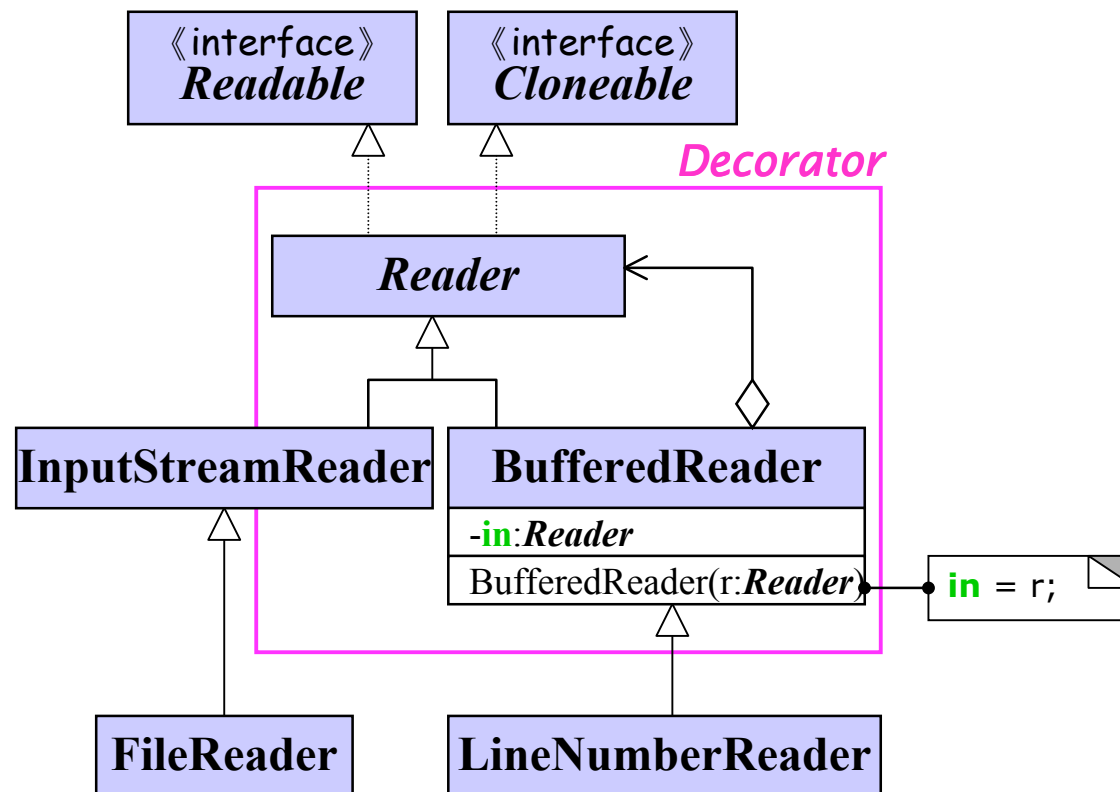 《interface》
Readable
《interface》
Cloneable
Decorator
Reader
InputStreamReader
BufferedReader
-in:Reader
BufferedReader(r:Reader)
in = r;
FileReader
LineNumberReader